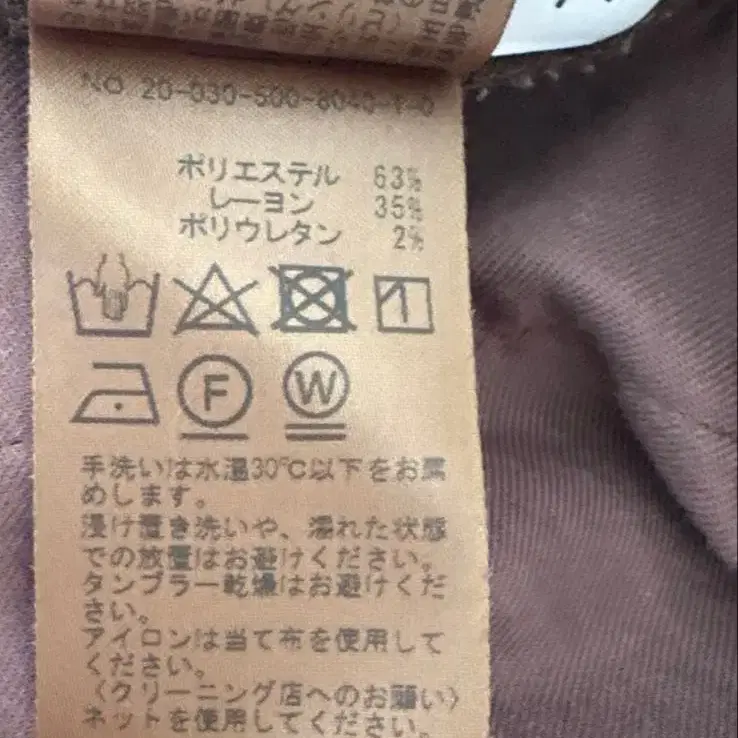 NO 20-030-500-8040-1-0
ポリエステル 63%
レーヨン 35%
ポリウレタン 2%
F
W
手洗いは水温30℃以下をお薦
めします。
浸け置き洗いや、濡れた状態
での放置はお避けください。
タンブラー乾燥はお避けくだ
さい。
アイロンは当て布を使用して
ください。
〈クリーニング店へのお願い〉
ネットを使用してください。